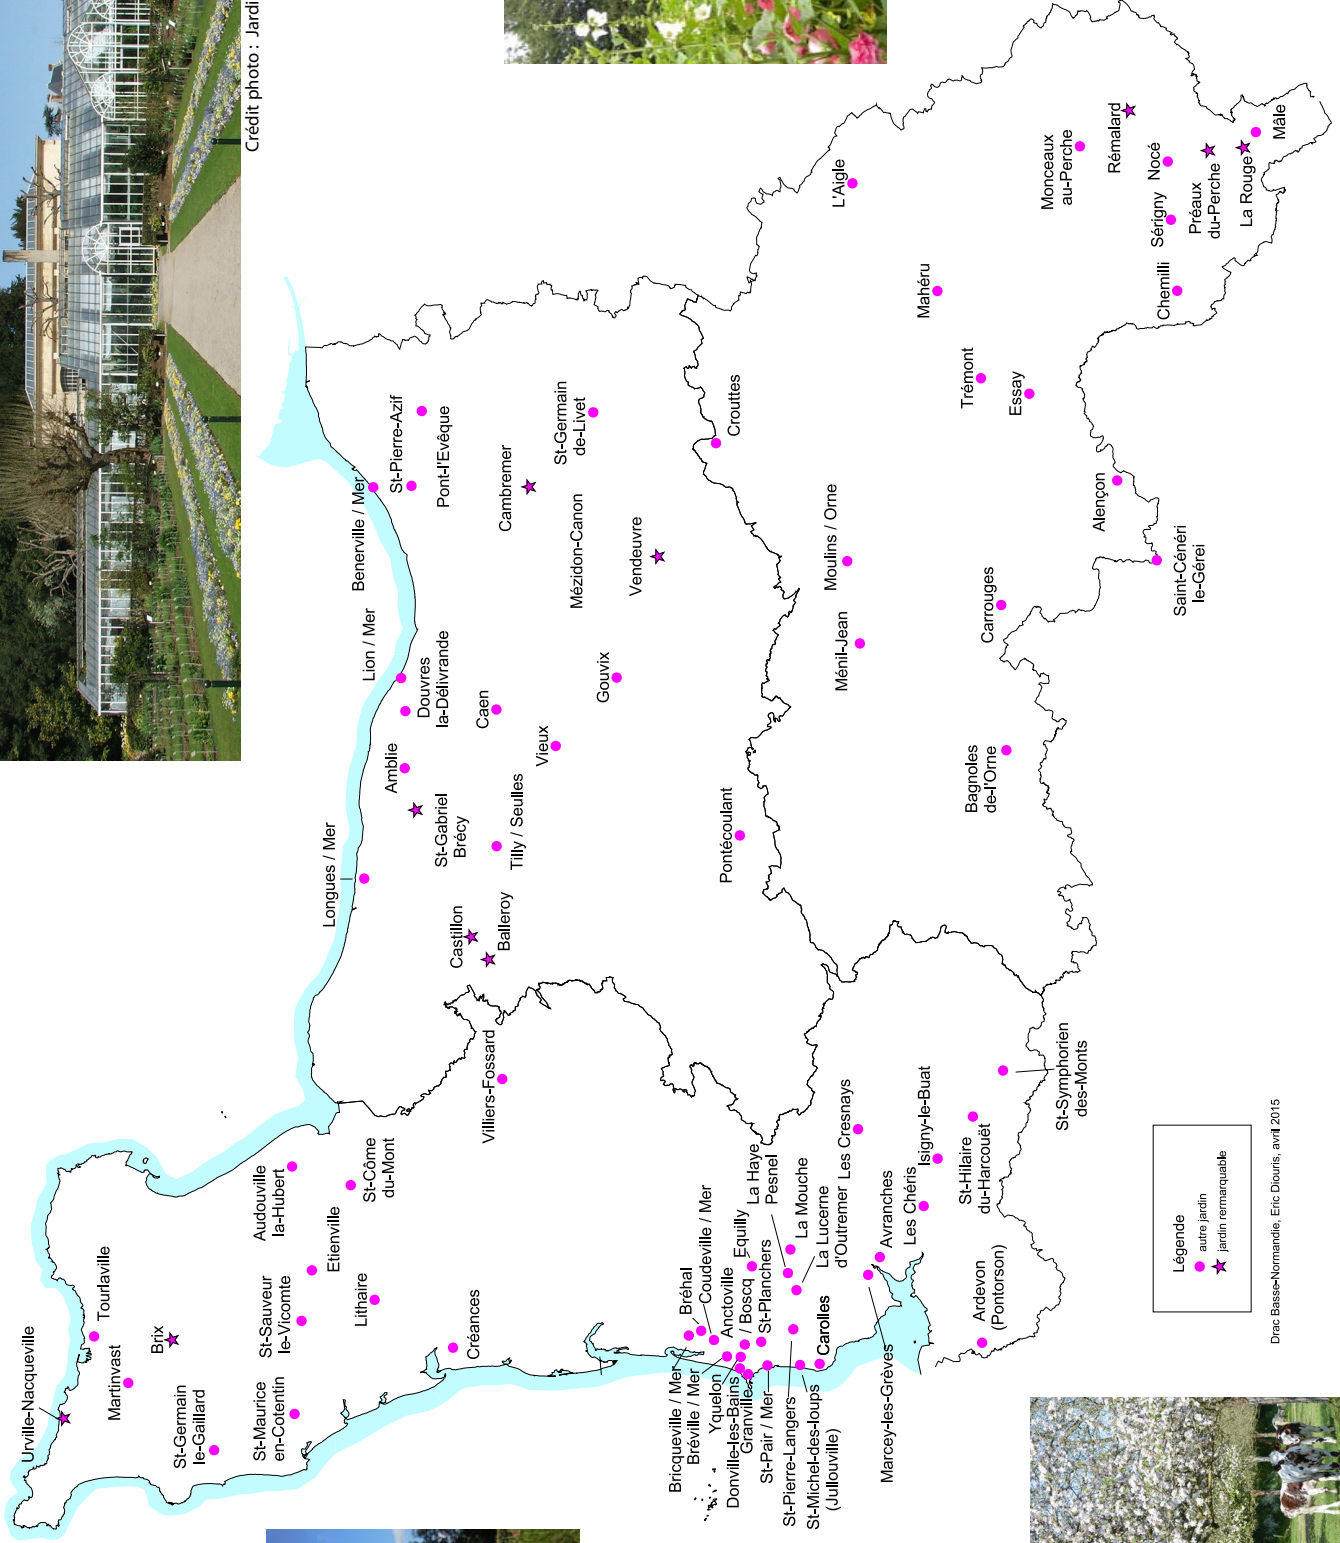 Crédit photo : Jardi
Urville-Nacqueville
Tourlaville
Martinvast
Brix
St-Germain
le-Gaillard
St-Maurice
en-Cotentin
St-Sauveur
le-Vicomte
Etienville
Audouville
la-Hubert
St-Côme
du-Mont
Lithaire
Créances
Villiers-Fossard
Bricqueville / Mer
Bréhal
Coudeville / Mer
Bréville / Mer
Anctoville
/ Boscq
Yquelon
Donville-les-Bains
Granville
Equilly
St-Planchers
St-Pair / Mer
La Haye
Pesnel
La Mouche
La Lucerne
d'Outremer
St-Pierre-Langers
St-Michel-des-loups
(Jullouville)
Carolles
Les Cresnays
Marcey-les-Grèves
Avranches
Les Chéris
Isigny-le-Buat
St-Hilaire
du-Harcouët
St-Symphorien
des-Monts
Ardevon
(Pontorson)
Longues / Mer
Castillon
Balleroy
St-Gabriel
Brécy
Amblie
Tilly / Seulles
Douvres
la-Délivrande
Lion / Mer
Caen
Vieux
Gouvix
Benerville / Mer
St-Pierre-Azif
Pont-l'Evêque
Cambremer
St-Germain
de-Livet
Mézidon-Canon
Vendeuvre
Pontécoulant
Crouttes
Moulins / Orne
Ménil-Jean
Bagnoles
de-l'Orne
Carrouges
Alençon
Saint-Cénéri
le-Gérei
Trémont
Essay
Mahéru
L'Aigle
Monceaux
au-Perche
Rémalard
Nocé
Sérigny
Préaux
du-Perche
La Rouge
Mâle
Chemilli
Légende
autre jardin
jardin rermarquable
Drac Basse-Normandie, Eric Diouris, avril 2015